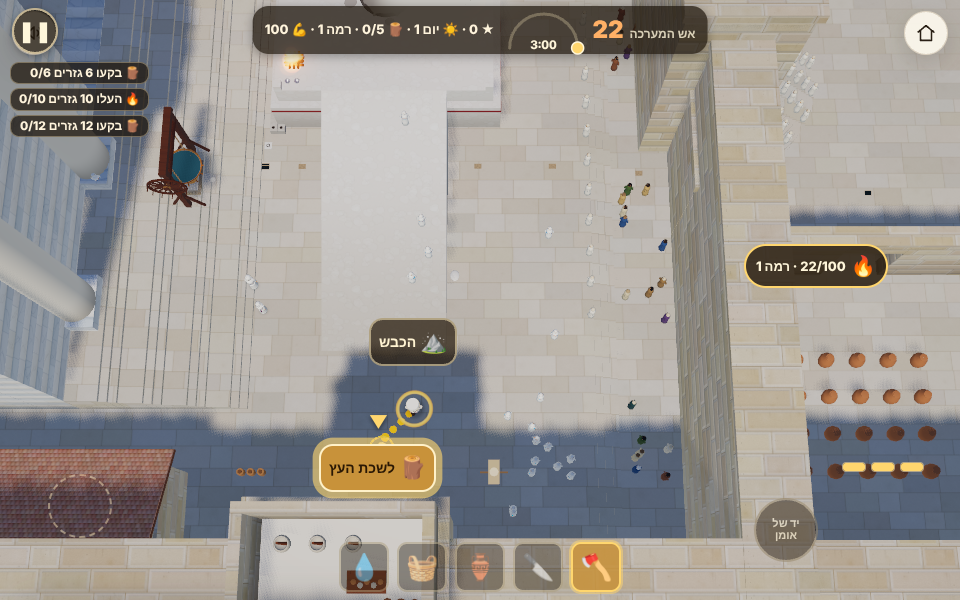 אש המערכה 22
3:00
★ 0 · ☀️ יום 1 · 🪵 0/5 · רמה 1 · 💪 100
🪵 בקעו 6 גזרים 0/6
🔥 העלו 10 גזרים 0/10
🪵 בקעו 12 גזרים 0/12
🔥 22/100 · רמה 1
הכבש
לשכת העץ
יד של
אומן